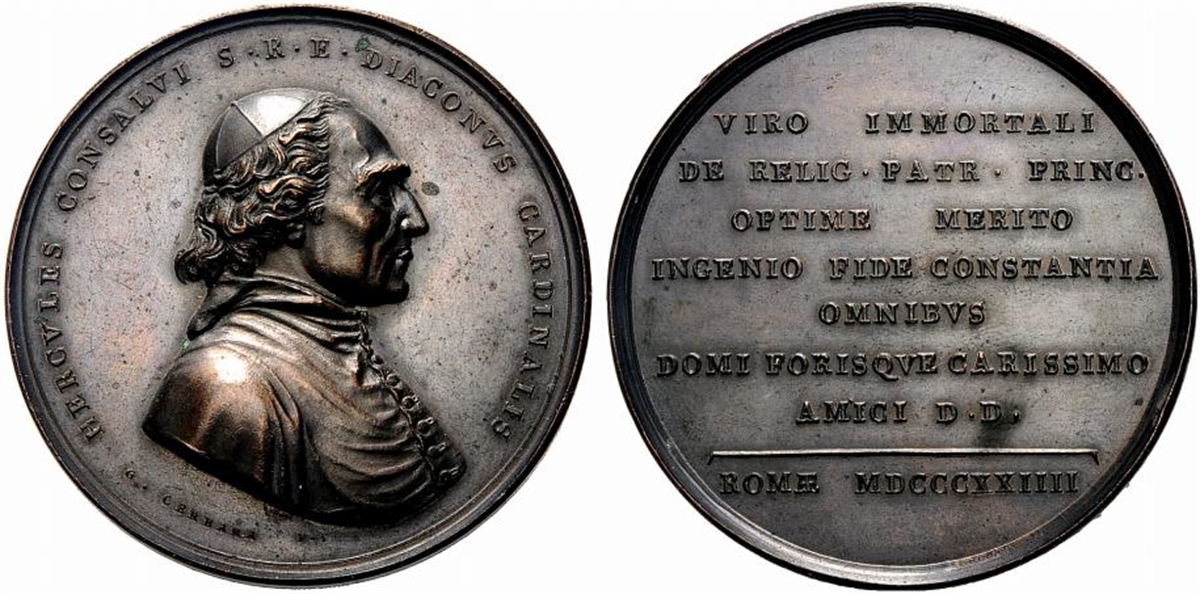 HERCVLES CONSALVI S·R·E·DIACONVS CARDINALIS
G. CERBARA F.
VIRO IMMORTALI
DE RELIG·PATR·PRINC.
OPTIME MERITO
INGENIO FIDE CONSTANTIA
OMNIBVS
DOMI FORISQVE CARISSIMO
AMICI D.D.
ROMÆ MDCCCXXIIII